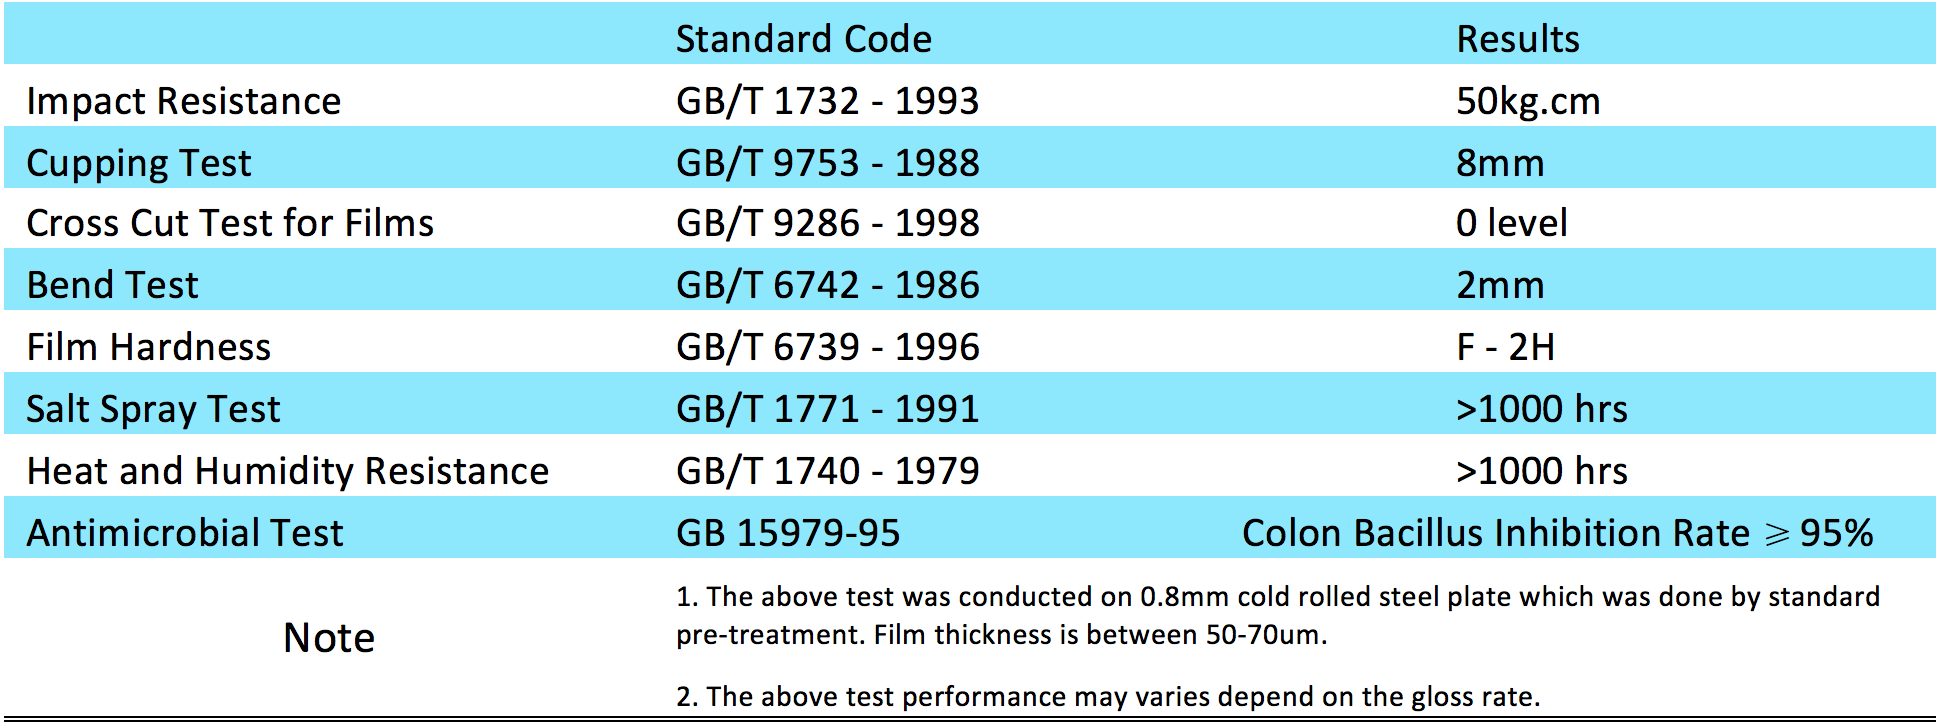 Standard Code Results
Impact Resistance GB/T 1732 - 1993 50kg.cm
Cupping Test GB/T 9753 - 1988 8mm
Cross Cut Test for Films GB/T 9286 - 1998 0 level
Bend Test GB/T 6742 - 1986 2mm
Film Hardness GB/T 6739 - 1996 F - 2H
Salt Spray Test GB/T 1771 - 1991 >1000 hrs
Heat and Humidity Resistance GB/T 1740 - 1979 >1000 hrs
Antimicrobial Test GB 15979-95 Colon Bacillus Inhibition Rate ⩾ 95%
Note
1. The above test was conducted on 0.8mm cold rolled steel plate which was done by standard
pre-treatment. Film thickness is between 50-70um.
2. The above test performance may varies depend on the gloss rate.